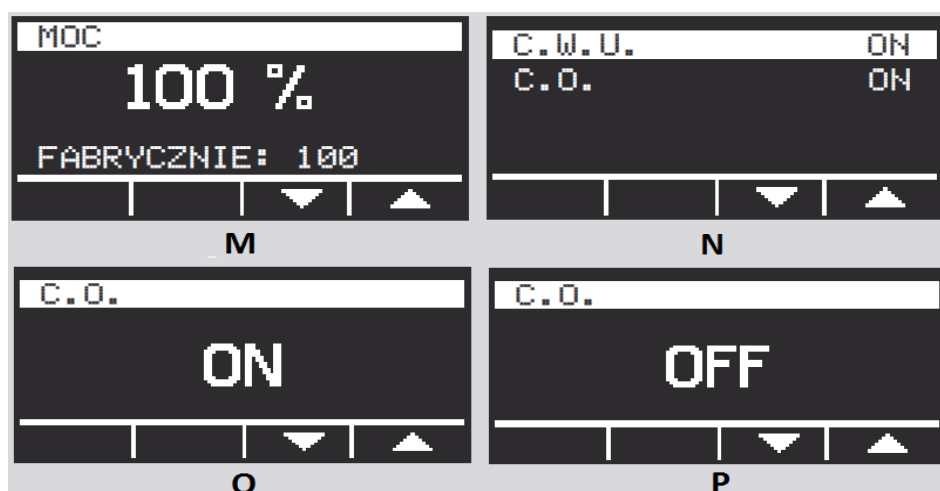 MOC
100 %
FABRYCZNIE: 100
M
C.W.U. ON
C.O. ON
N
C.O.
ON
O
C.O.
OFF
P